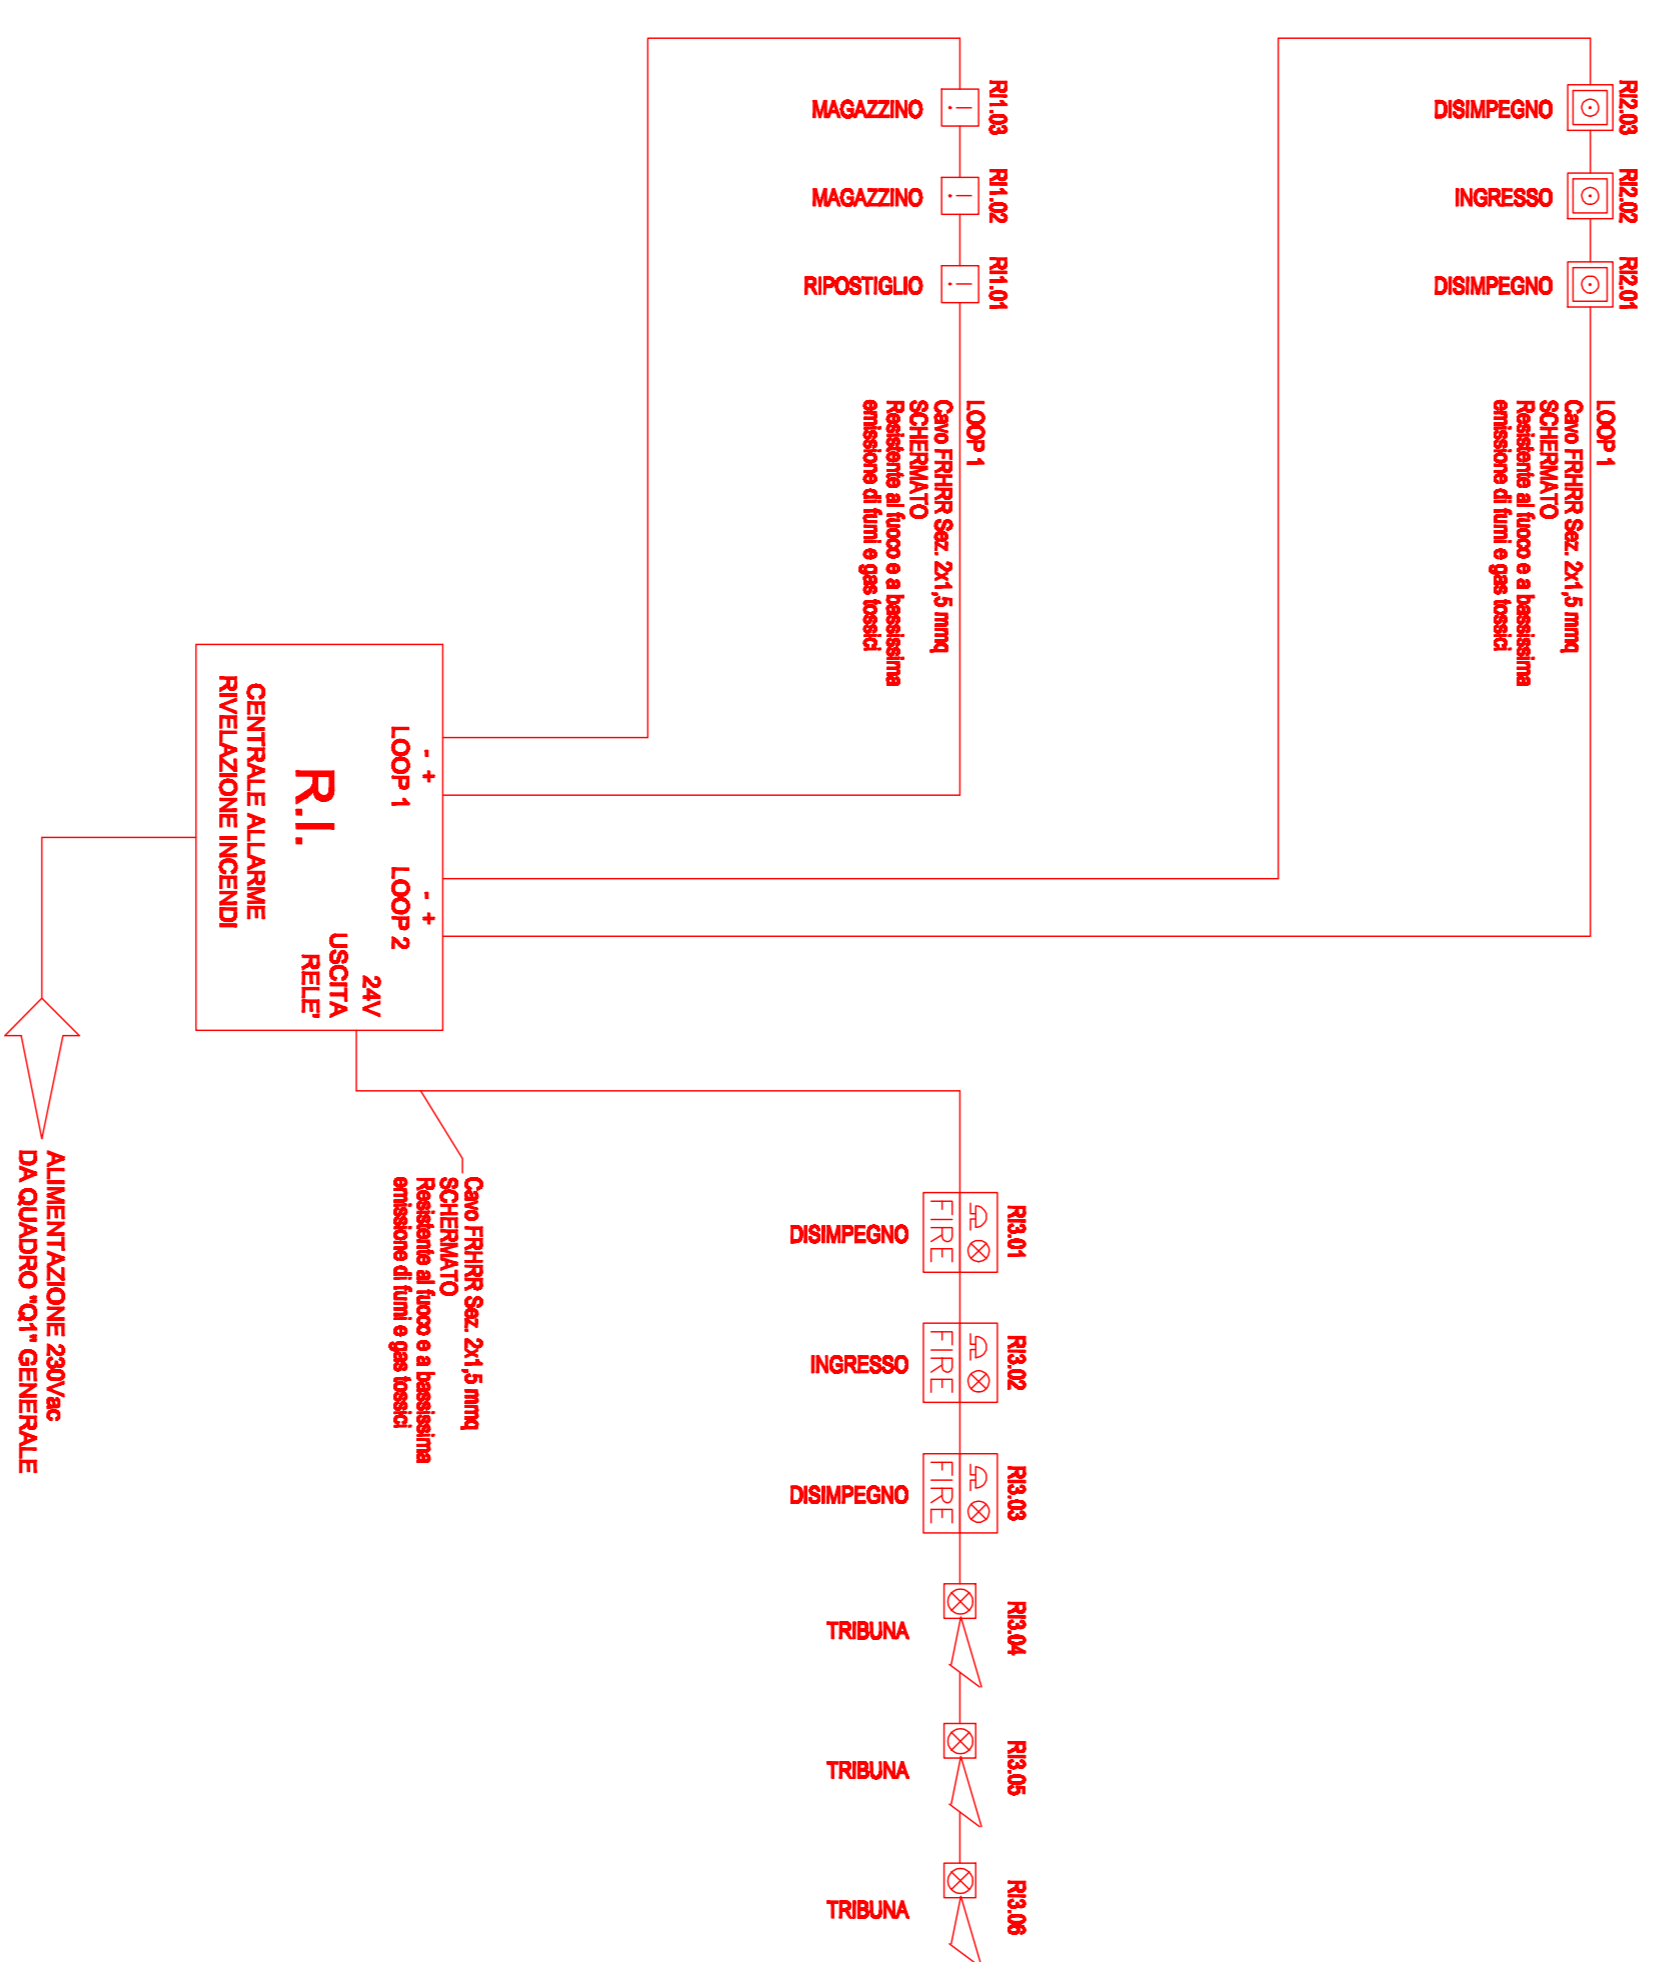 RI2.03
DISIMPEGNO
RI2.02
INGRESSO
RI2.01
DISIMPEGNO
LOOP 1
Cavo FRHRR Sez. 2x1,5 mmq
SCHERMATO
Resistente al fuoco e a bassissima
emissione di fumi e gas tossici
RI1.03
MAGAZZINO
RI1.02
MAGAZZINO
RI1.01
RIPOSTIGLIO
LOOP 1
Cavo FRHRR Sez. 2x1,5 mmq
SCHERMATO
Resistente al fuoco e a bassissima
emissione di fumi e gas tossici
- +
LOOP 1
- +
LOOP 2
24V
USCITA
RELE'
R.I.
CENTRALE ALLARME
RIVELAZIONE INCENDI
RI3.01
FIRE
DISIMPEGNO
RI3.02
FIRE
INGRESSO
RI3.03
FIRE
DISIMPEGNO
RI3.04
TRIBUNA
RI3.05
TRIBUNA
RI3.06
TRIBUNA
Cavo FRHRR Sez. 2x1,5 mmq
SCHERMATO
Resistente al fuoco e a bassissima
emissione di fumi e gas tossici
ALIMENTAZIONE 230Vac
DA QUADRO "Q1" GENERALE